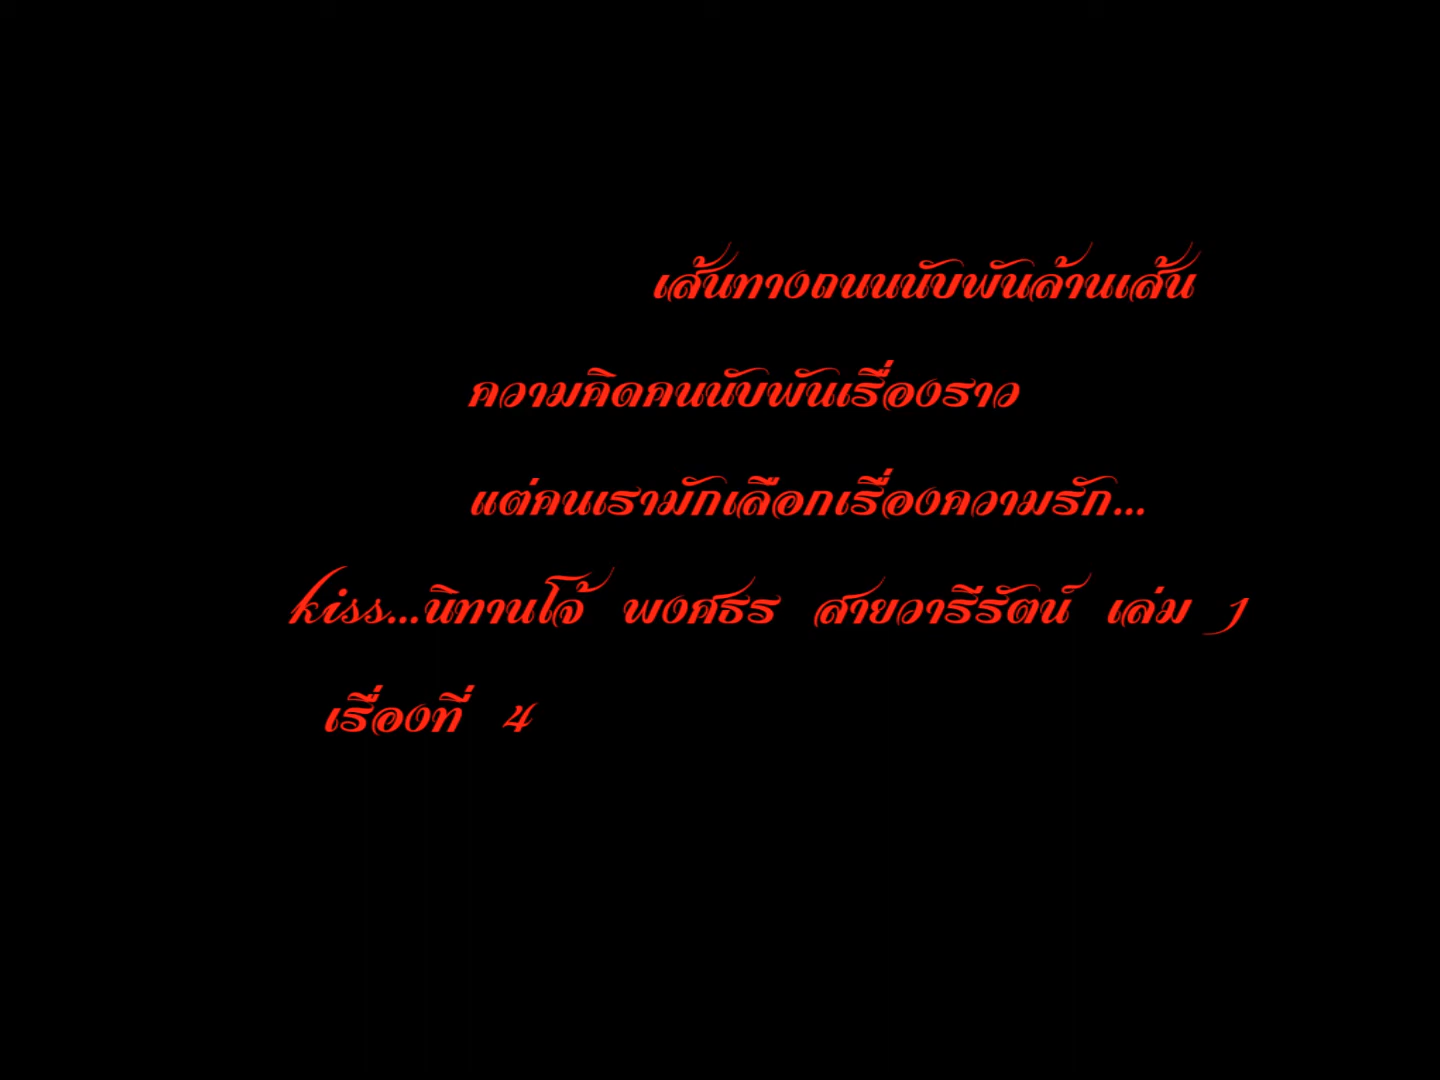 เส้นทางถนนนับพันล้านเส้น
ความคิดคนนับพันเรื่องราว
แต่คนเรามักเลือกเรื่องความรัก...
kiss...นิทานโจ้ พงศธร สายวารีรัตน์ เล่ม 1
เรื่องที่ 4